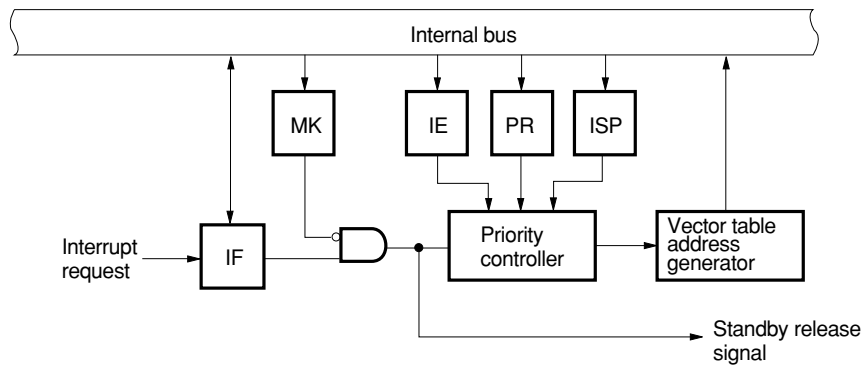 Internal bus
MK
IE
PR
ISP
Interrupt
request
IF
Priority
controller
Vector table
address
generator
Standby release
signal